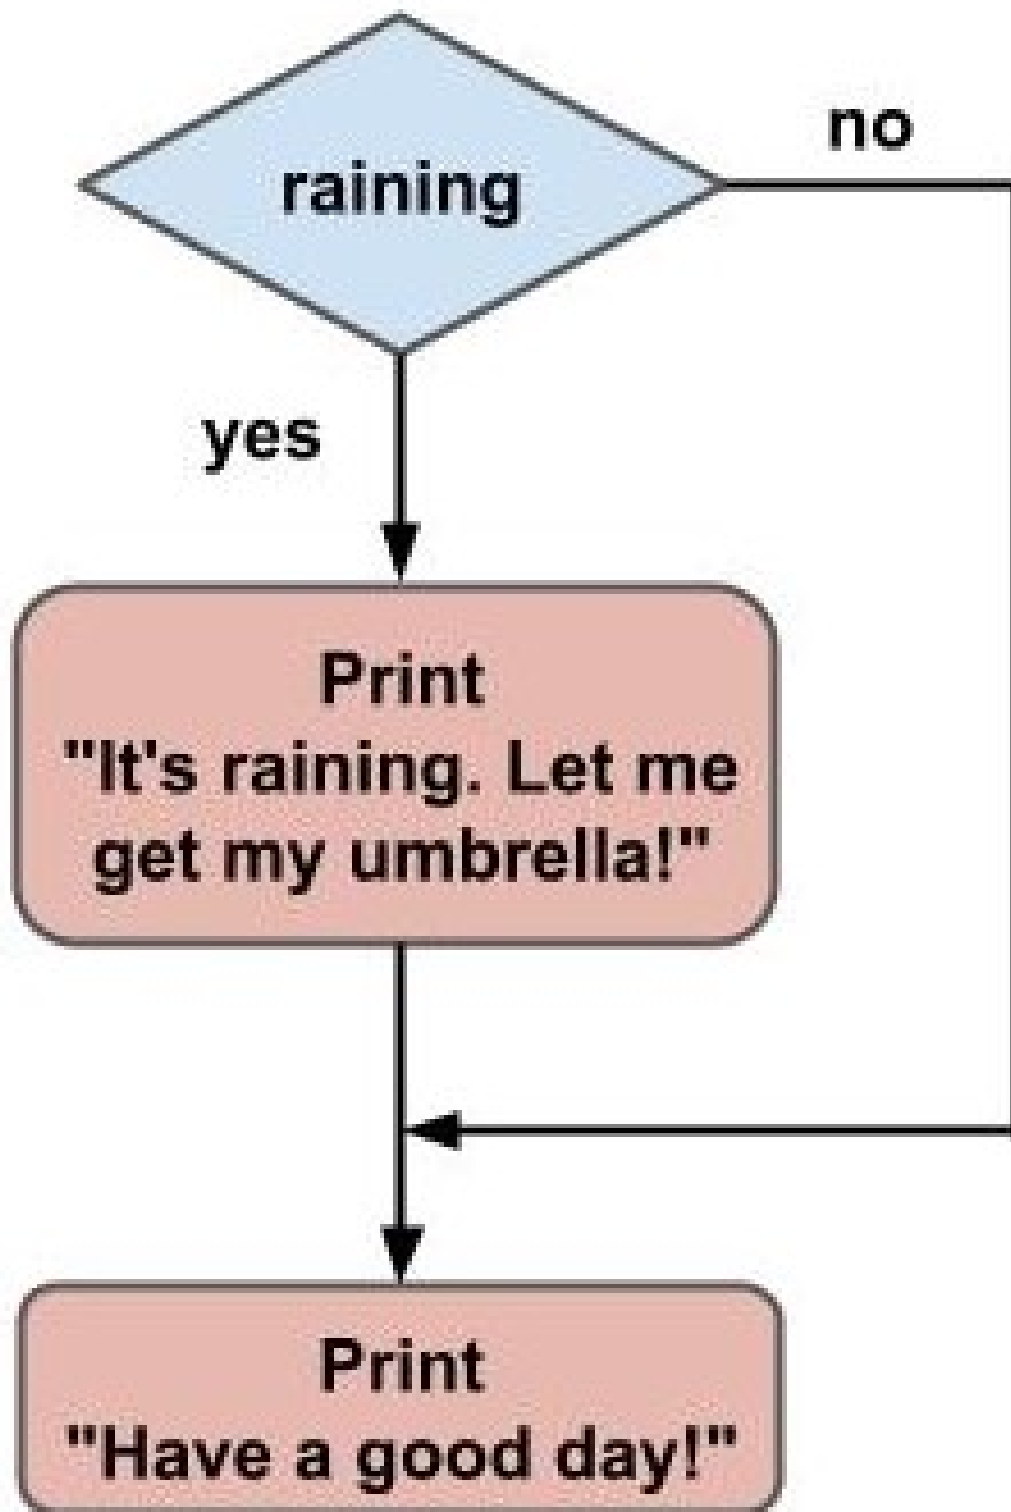 raining
no
yes
Print
"It's raining. Let me
get my umbrella!"
Print
"Have a good day!"